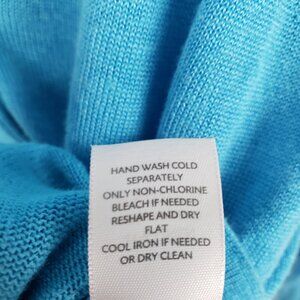 HAND WASH COLD
SEPARATELY
ONLY NON-CHLORINE
BLEACH IF NEEDED
RESHAPE AND DRY
FLAT
COOL IRON IF NEEDED
OR DRY CLEAN